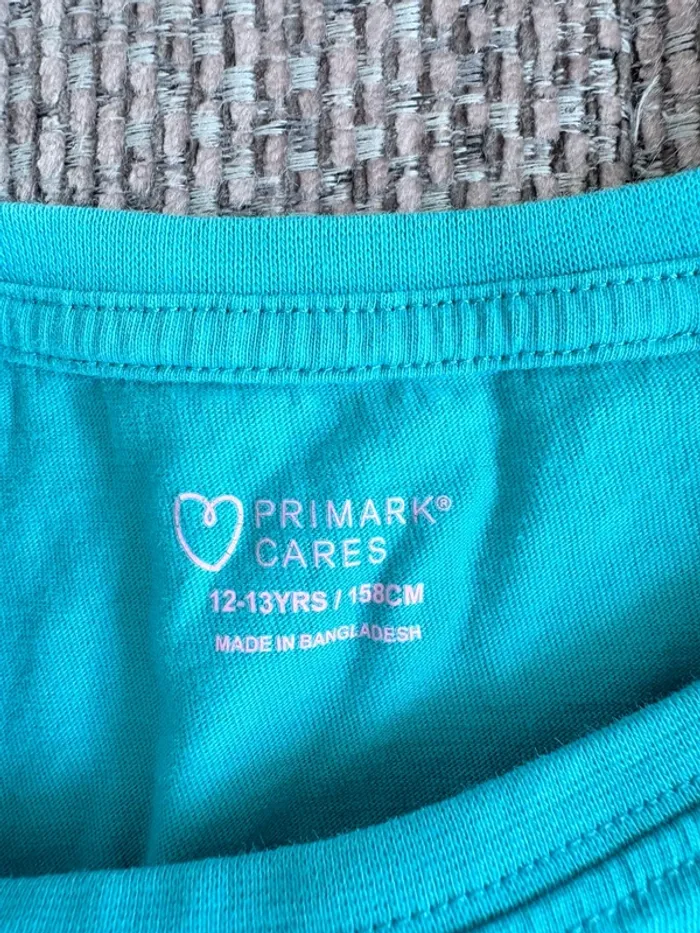 PRIMARK®
CARES
12-13YRS / 158CM
MADE IN BANGLADESH